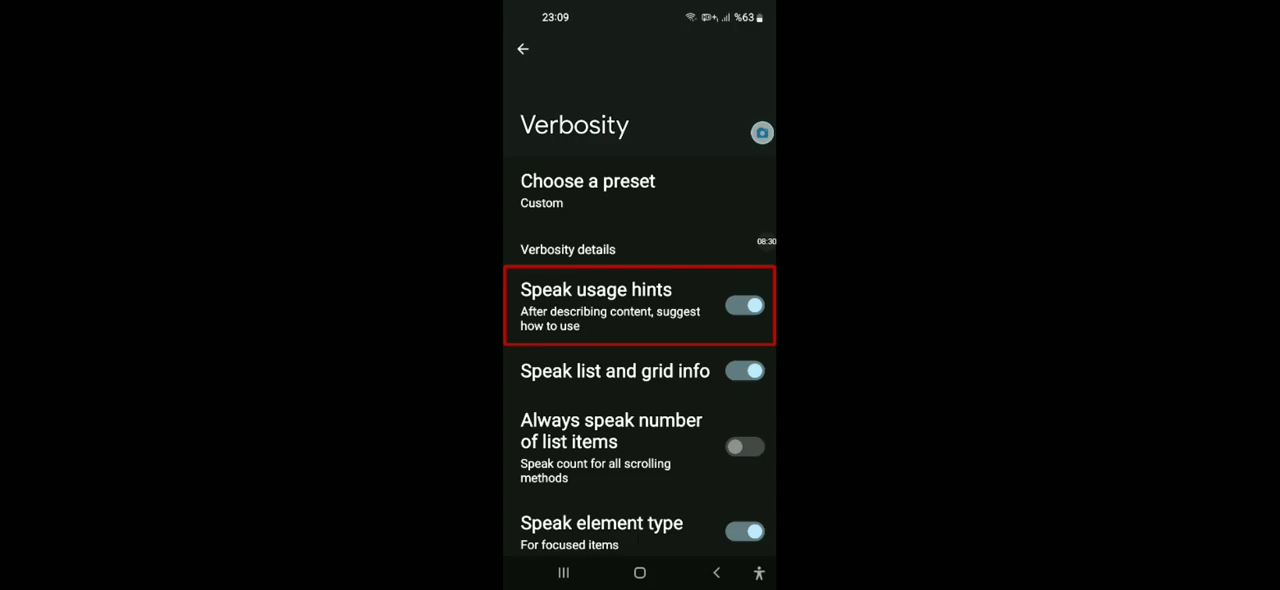 23:09
%63
Verbosity
Choose a preset
Custom
08:30
Verbosity details
Speak usage hints
After describing content, suggest
how to use
Speak list and grid info
Always speak number
of list items
Speak count for all scrolling
methods
Speak element type
For focused items